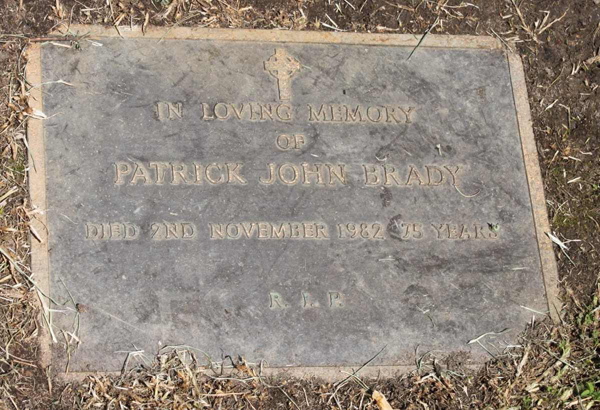 IN LOVING MEMORY
OF
PATRICK JOHN BRADY
DIED 2ND NOVEMBER 1982 75 YEARS
R.I.P.